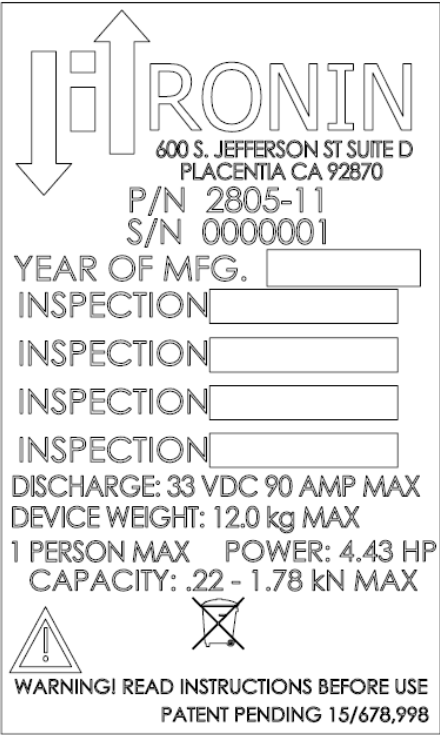 RONIN
600 S. JEFFERSON ST SUITE D
PLACENTIA CA 92870
P/N 2805-11
S/N 0000001
YEAR OF MFG.
INSPECTION
INSPECTION
INSPECTION
INSPECTION
DISCHARGE: 33 VDC 90 AMP MAX
DEVICE WEIGHT: 12.0 kg MAX
1 PERSON MAX POWER: 4.43 HP
CAPACITY: .22 - 1.78 kN MAX
WARNING! READ INSTRUCTIONS BEFORE USE
PATENT PENDING 15/678,998